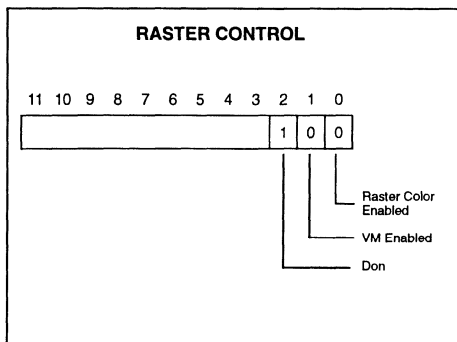 RASTER CONTROL
11 10 9 8 7 6 5 4 3 2 1 0
1 0 0
Raster Color
Enabled
VM Enabled
Don